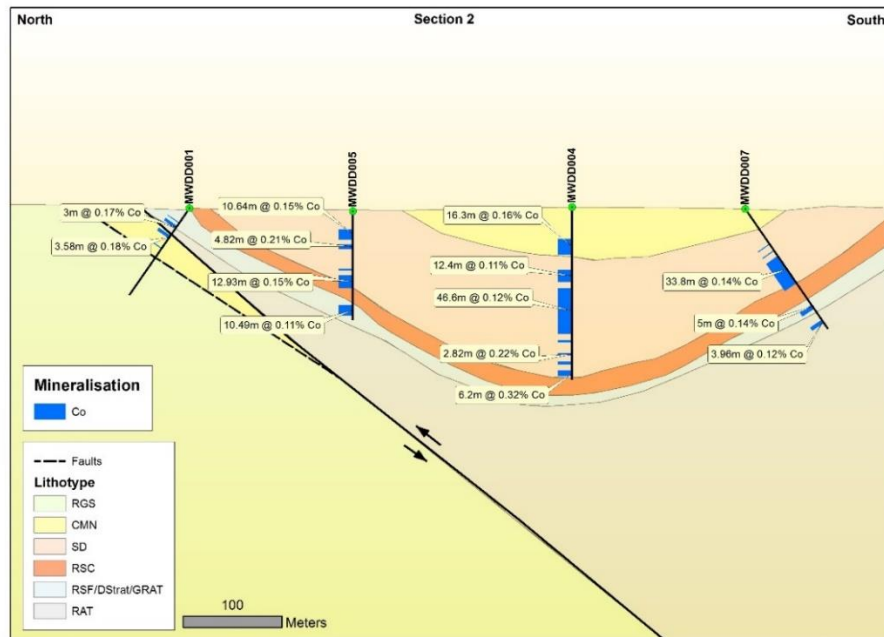 North
Section 2
South
MWDD001
MWDD005
MWDD004
MWDD007
3m @ 0.17% Co
3.58m @ 0.18% Co
10.64m @ 0.15% Co
4.82m @ 0.21% Co
12.93m @ 0.15% Co
10.49m @ 0.11% Co
16.3m @ 0.16% Co
12.4m @ 0.11% Co
46.6m @ 0.12% Co
2.82m @ 0.22% Co
6.2m @ 0.32% Co
33.8m @ 0.14% Co
5m @ 0.14% Co
3.96m @ 0.12% Co
Mineralisation
Co
Faults
Lithotype
RGS
CMN
SD
RSC
RSF/DStrat/GRAT
RAT
100
Meters